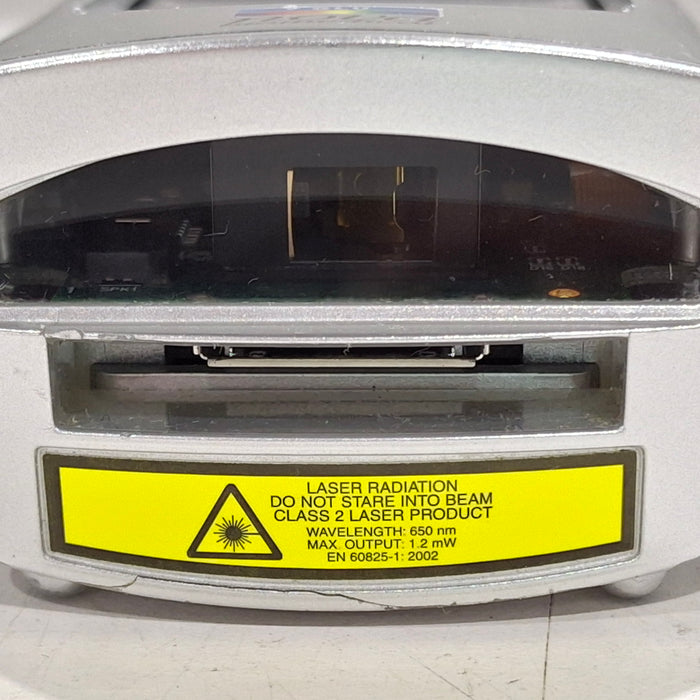 SPK1
LASER RADIATION
DO NOT STARE INTO BEAM
CLASS 2 LASER PRODUCT
WAVELENGTH: 650 nm
MAX. OUTPUT: 1.2 mW
EN 60825-1: 2002